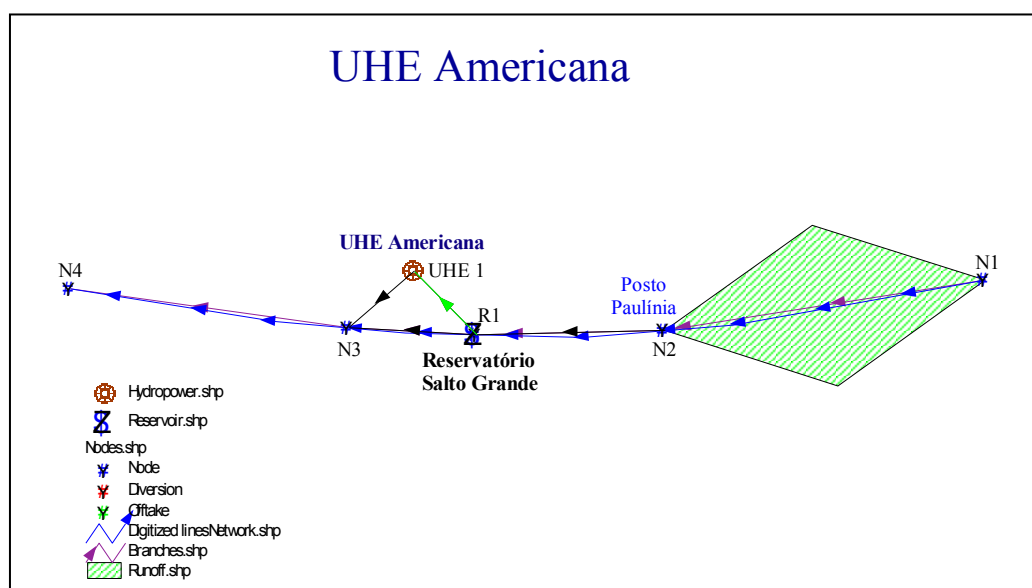 UHE Americana
N1
UHE Americana
N4
UHE 1
Posto
Paulínia
R1
N3
N2
Reservatório
Salto Grande
Hydropower.shp
Reservoir.shp
Nodes.shp
Node
Diversion
Offtake
Digitized linesNetwork.shp
Branches.shp
Runoff.shp